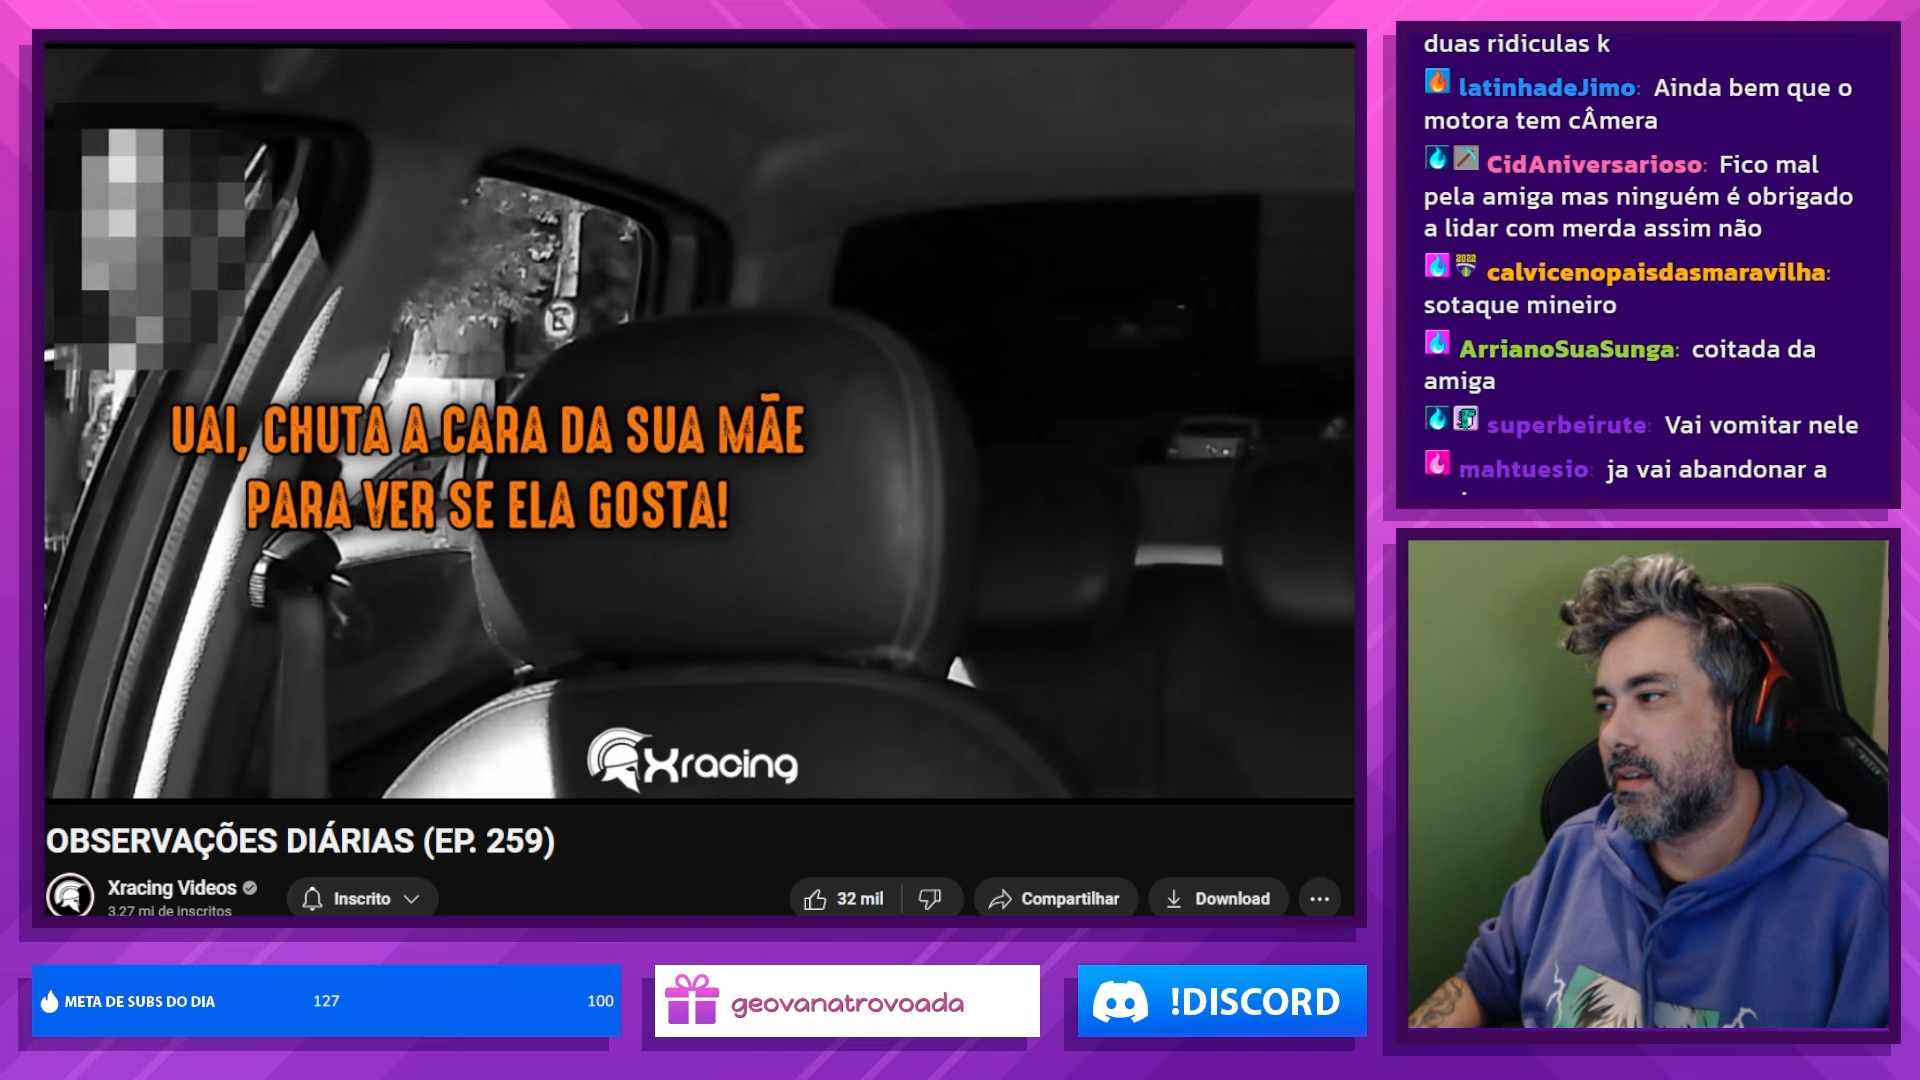 UAI, CHUTA A CARA DA SUA MÃE
PARA VER SE ELA GOSTA!
Xracing
OBSERVAÇÕES DIÁRIAS (EP. 259)
Xracing Videos
3.27 mi de inscritos
Inscrito
32 mil
Compartilhar
Download
META DE SUBS DO DIA
127
100
geovanatrovoada
!DISCORD
duas ridiculas k
latinhadeJimo: Ainda bem que o
motora tem cÂmera
CidAniversarioso: Fico mal
pela amiga mas ninguém é obrigado
a lidar com merda assim não
2022
calvicenopaisdasmaravilha:
sotaque mineiro
ArrianoSuaSunga: coitada da
amiga
superbeirute: Vai vomitar nele
mahtuesio: ja vai abandonar a